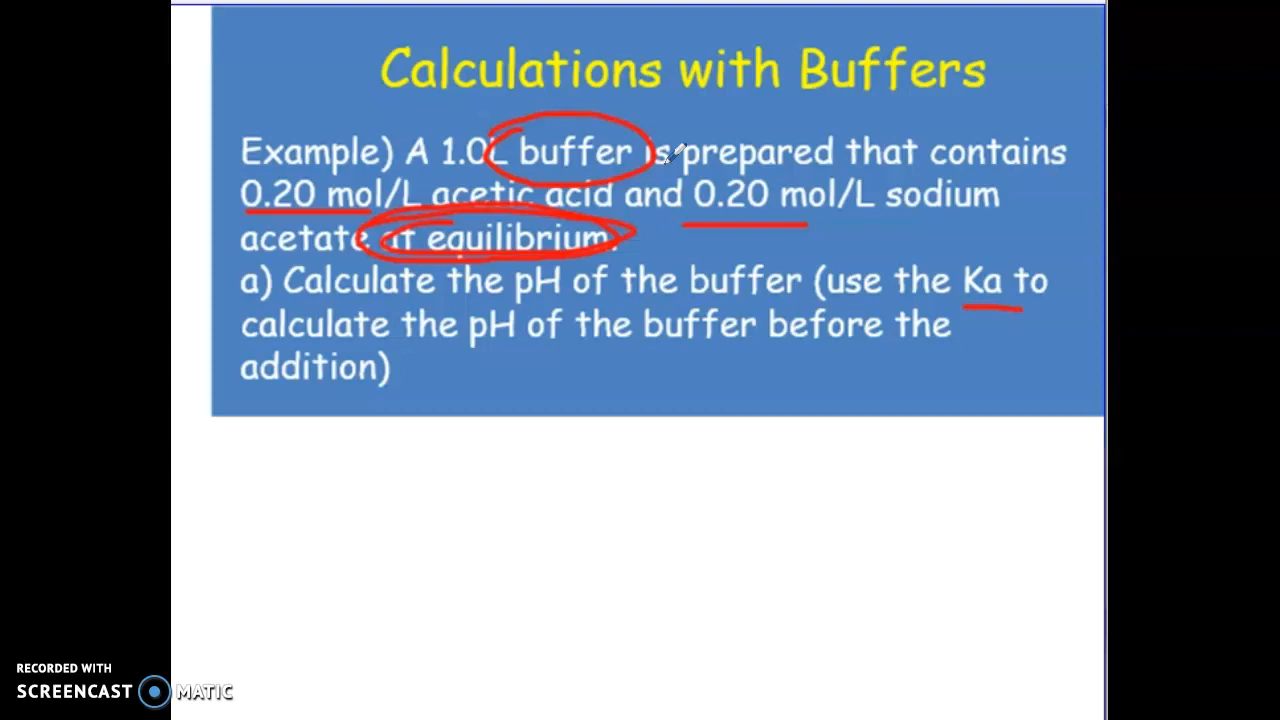 Calculations with Buffers
Example) A 1.0L buffer is prepared that contains
0.20 mol/L acetic acid and 0.20 mol/L sodium
acetate at equilibrium.
a) Calculate the pH of the buffer (use the Ka to
calculate the pH of the buffer before the
addition)
RECORDED WITH
SCREENCAST MATIC